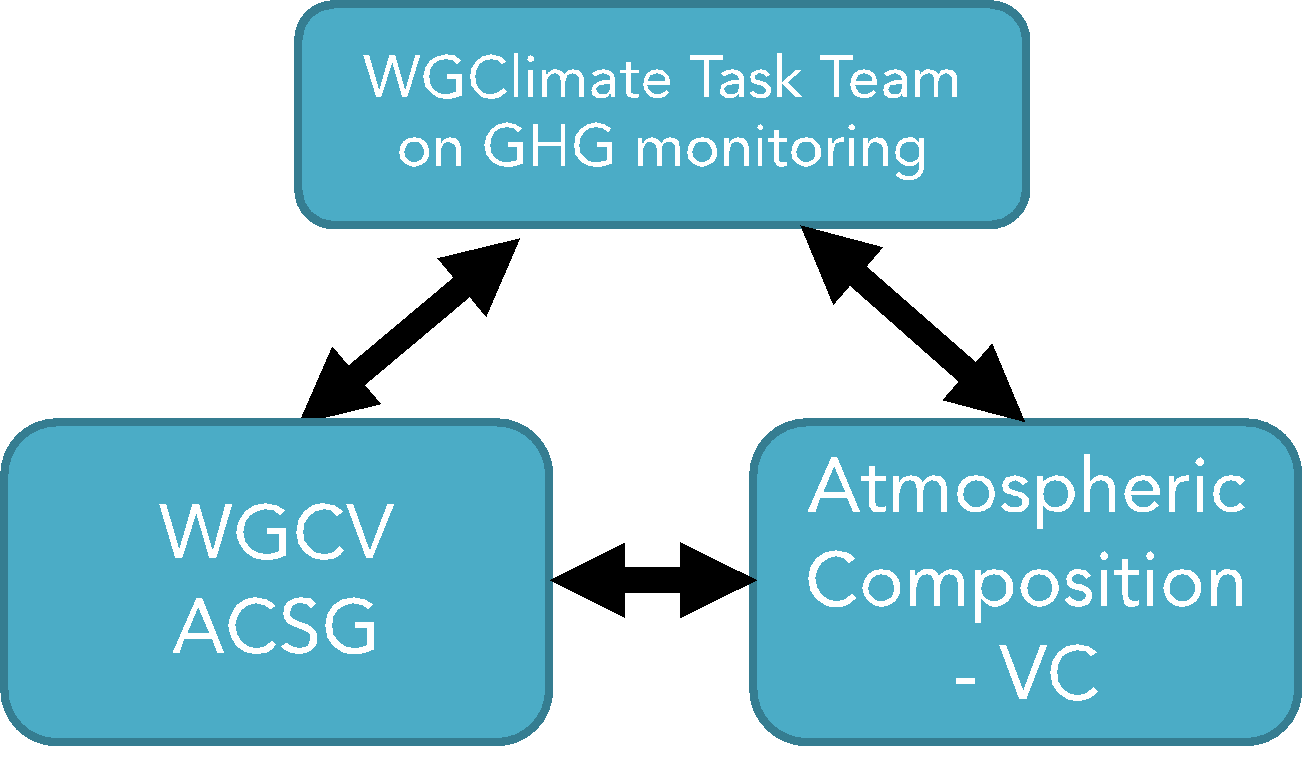 WGClimate Task Team
on GHG monitoring
WGCV
ACSG
Atmospheric
Composition
- VC